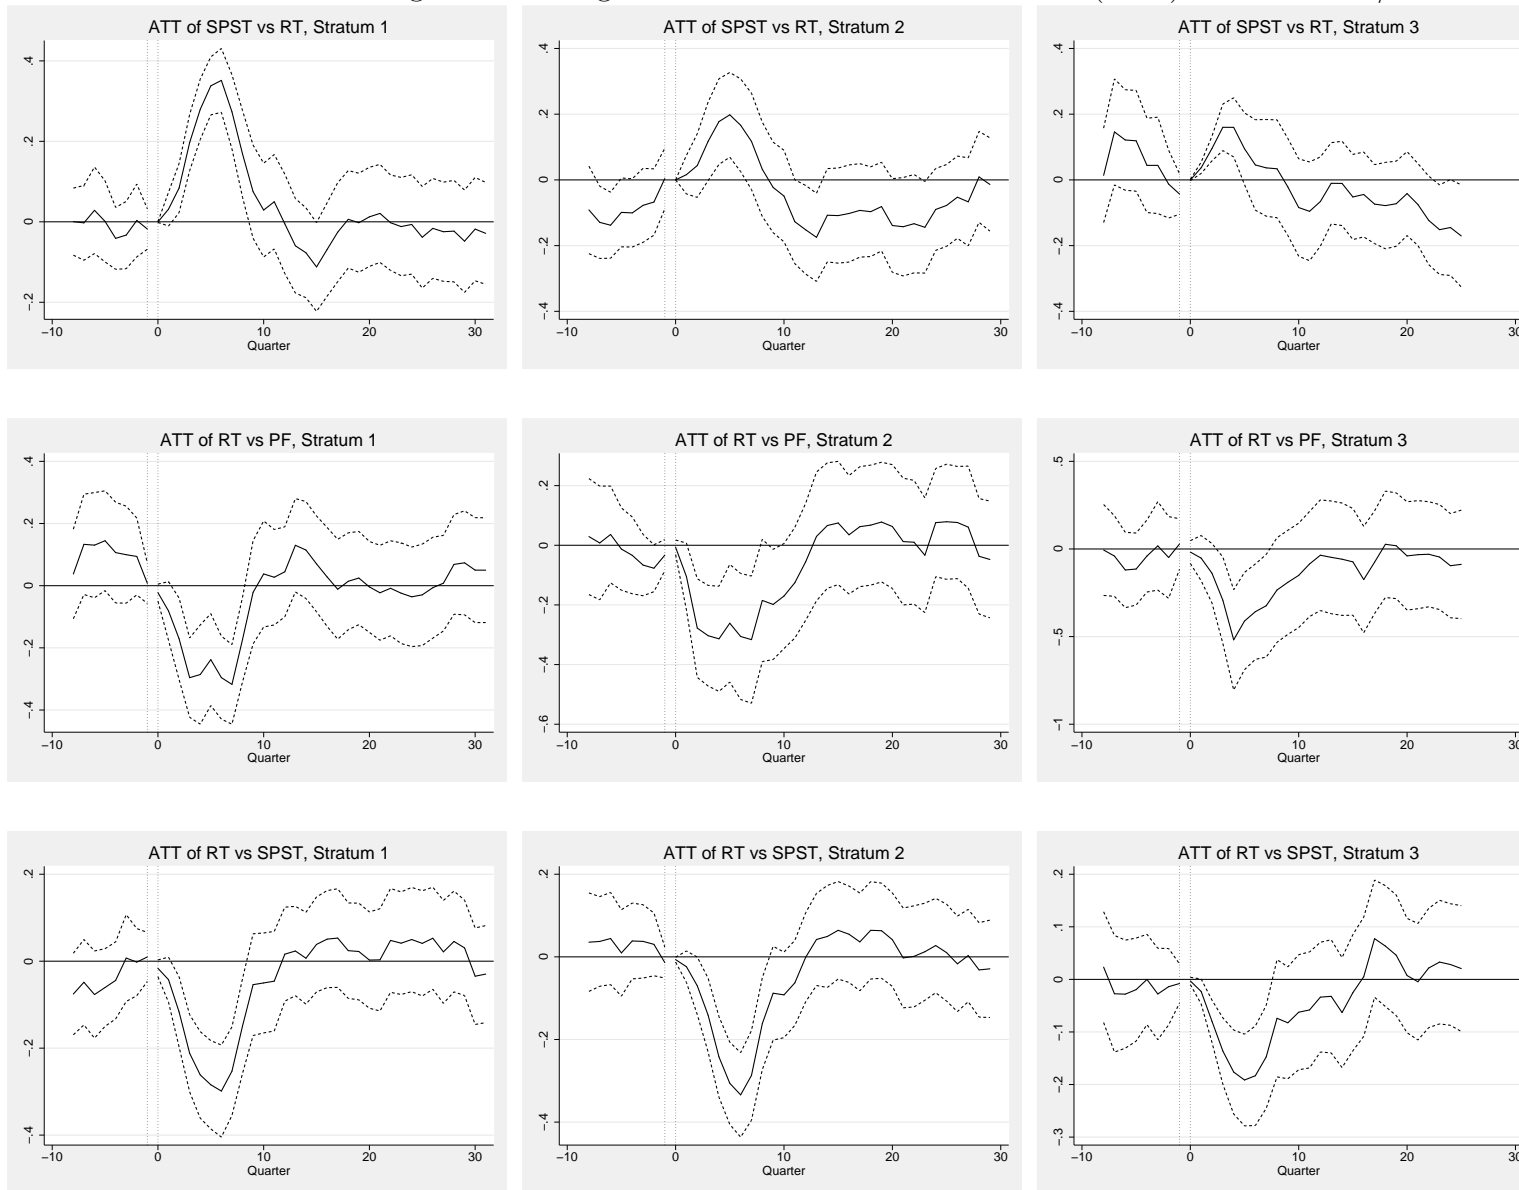 ATT of SPST vs RT, Stratum 1
.4
.2
0
−.2
−10 0 10 20 30
Quarter
ATT of SPST vs RT, Stratum 2
.4
.2
0
−.2
−.4
−10 0 10 20 30
Quarter
ATT of SPST vs RT, Stratum 3
.4
.2
0
−.2
−.4
−10 0 10 20 30
Quarter
ATT of RT vs PF, Stratum 1
.4
.2
0
−.2
−.4
−10 0 10 20 30
Quarter
ATT of RT vs PF, Stratum 2
.2
0
−.2
−.4
−.6
−10 0 10 20 30
Quarter
ATT of RT vs PF, Stratum 3
.5
0
−.5
−1
−10 0 10 20 30
Quarter
ATT of RT vs SPST, Stratum 1
.2
0
−.2
−.4
−10 0 10 20 30
Quarter
ATT of RT vs SPST, Stratum 2
.2
0
−.2
−.4
−10 0 10 20 30
Quarter
ATT of RT vs SPST, Stratum 3
.2
.1
0
−.1
−.2
−.3
−10 0 10 20 30
Quarter